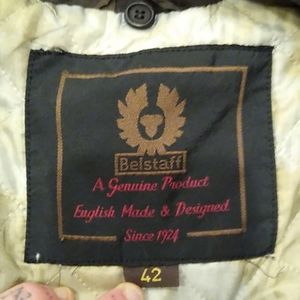 Belstaff
A Genuine Product
English Made & Designed
Since 1924
42